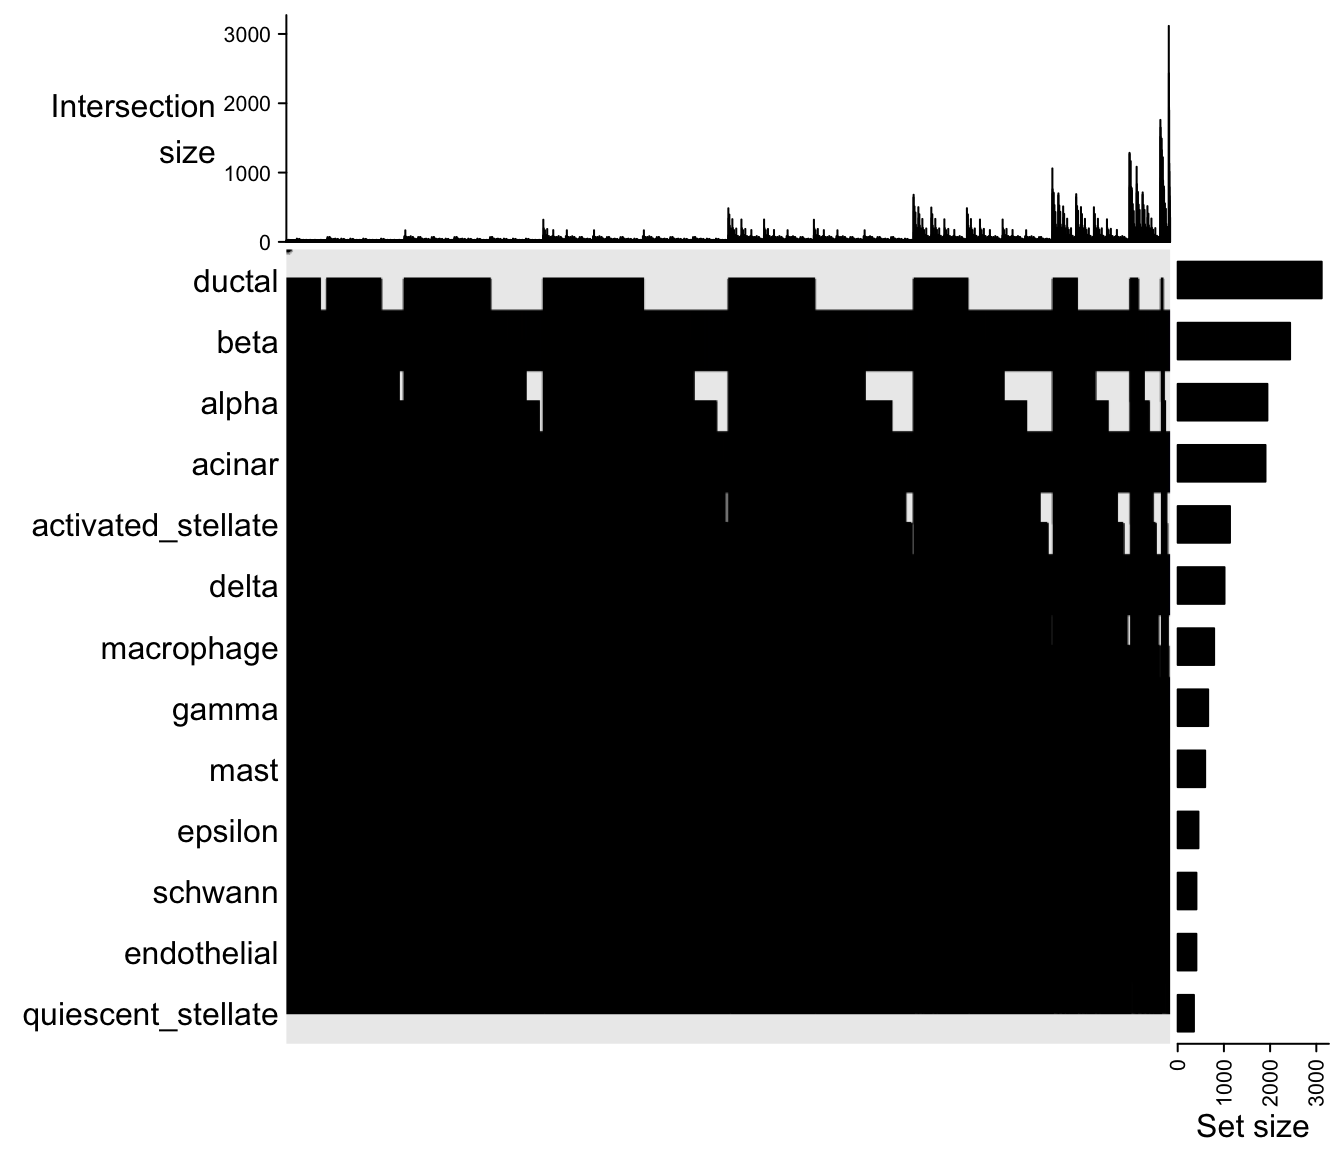 3000
Intersection 2000
size
1000
0
ductal
beta
alpha
acinar
activated_stellate
delta
macrophage
gamma
mast
epsilon
schwann
endothelial
quiescent_stellate
0 1000 2000 3000
Set size